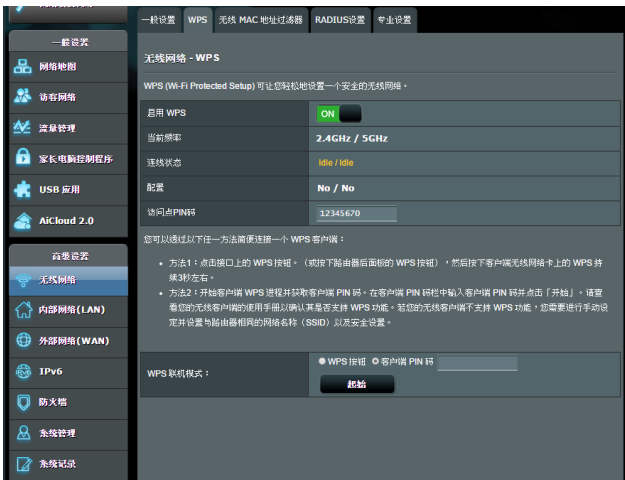 一般设置 WPS 无线 MAC 地址过滤器 RADIUS设置 专业设置
一般设置
网络地图
访客网络
流量管理
家长电脑控制程序
USB 应用
AiCloud 2.0
高级设置
无线网络
内部网络(LAN)
外部网络(WAN)
IPv6
防火墙
系统管理
系统记录
无线网络 - WPS
WPS (Wi-Fi Protected Setup) 可让您轻松地设置一个安全的无线网络。
启用 WPS ON
当前频率 2.4GHz / 5GHz
连线状态 Idle / Idle
配置 No / No
访问点PIN码 12345670
您可以透过以下任一方法简便连接一个 WPS 客户端：
• 方法1：点击接口上的 WPS 按钮。（或按下路由器后面板的 WPS 按钮），然后按下客户端无线网络卡上的 WPS 持
续3秒左右。
• 方法2：开始客户端 WPS 进程并获取客户端 PIN 码。在客户端 PIN 码栏中输入客户端 PIN 码并点击「开始」。请查
看您的无线客户端的使用手册以确认其是否支持 WPS 功能。若您的无线客户端不支持 WPS 功能，您需要进行手动设
定并设置与路由器相同的网络名称（SSID）以及安全设置。
WPS 联机模式： WPS 按钮 客户端 PIN 码
起始